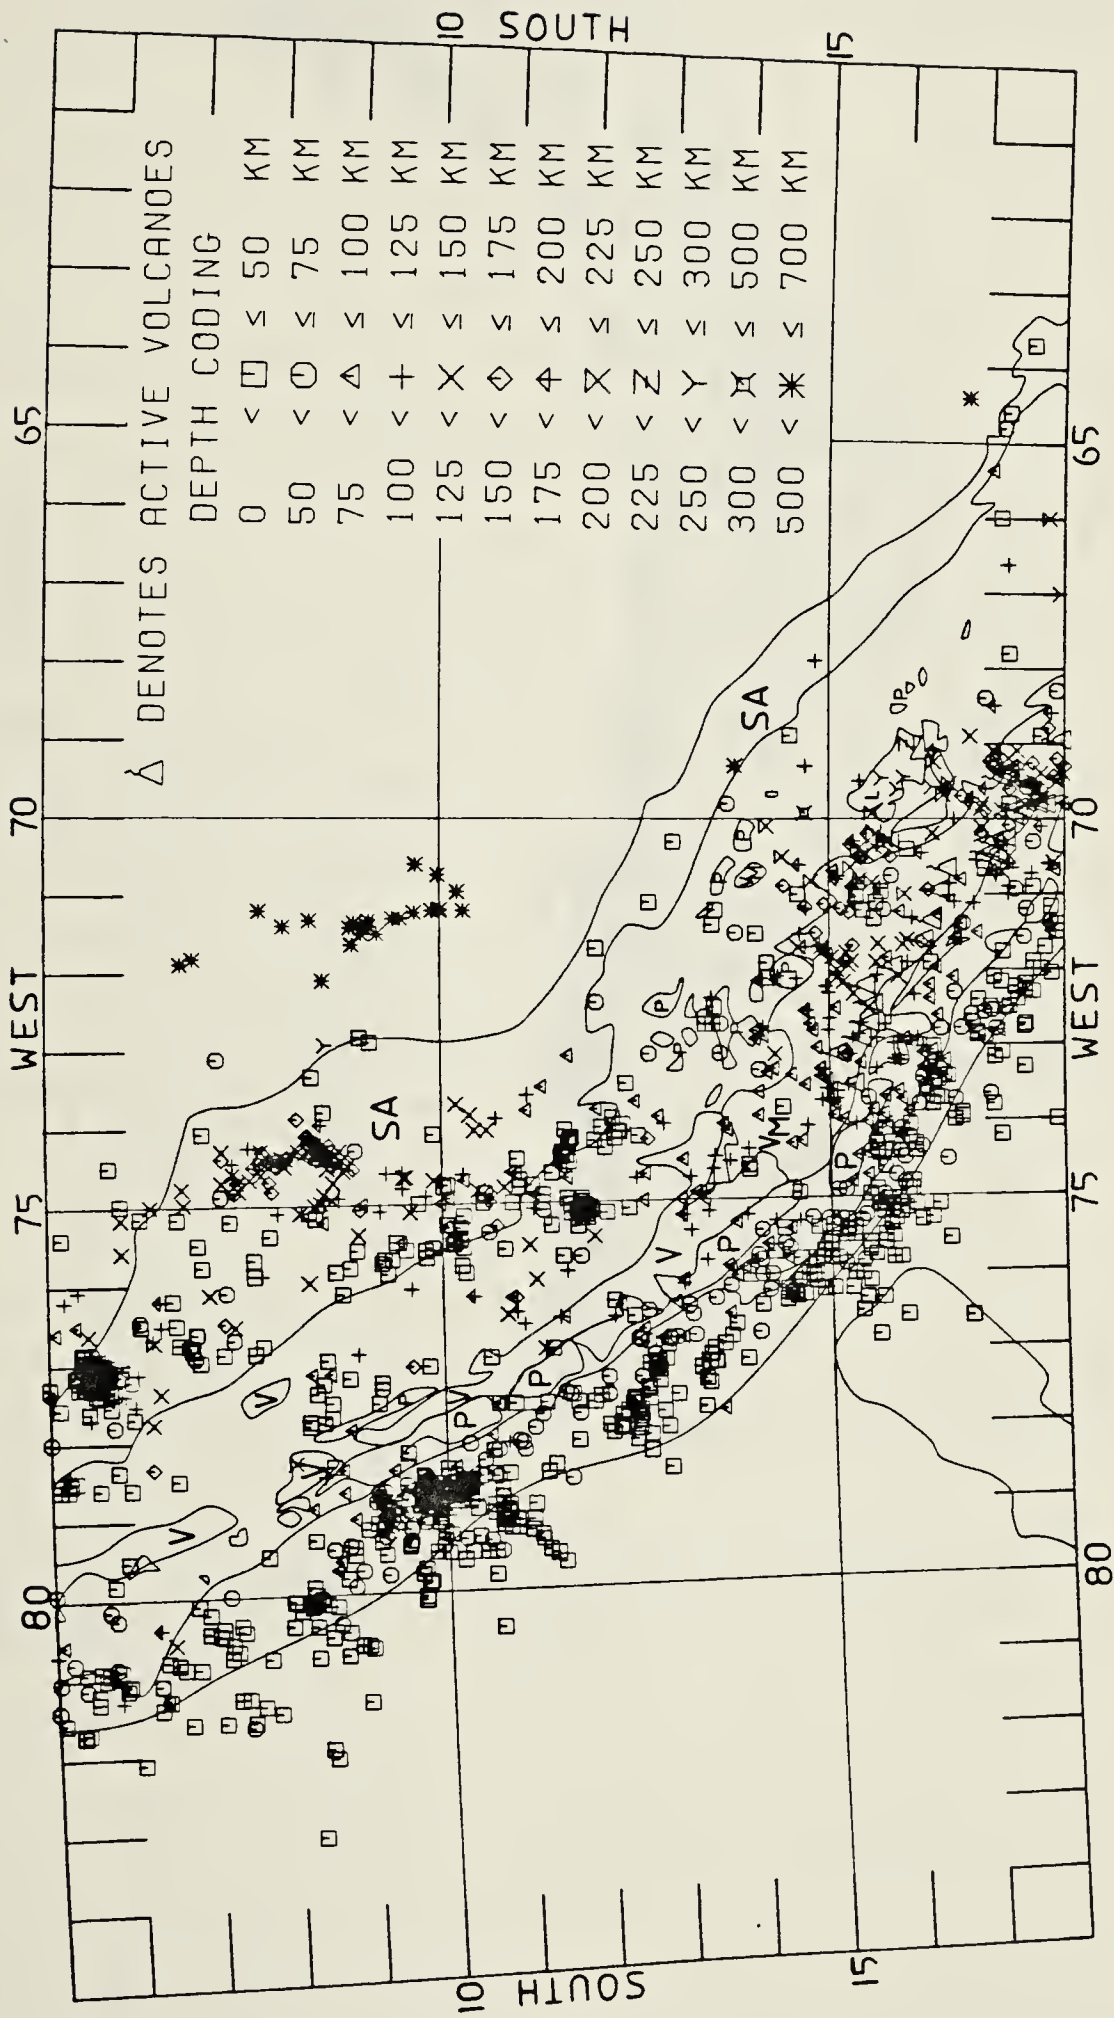 WEST
80
75
70
65
△ DENOTES ACTIVE VOLCANOES
DEPTH CODING
0 < □ ≤ 50 KM
50 < ○ ≤ 75 KM
75 < △ ≤ 100 KM
100 < + ≤ 125 KM
125 < X ≤ 150 KM
150 < ◇ ≤ 175 KM
175 < ↑ ≤ 200 KM
200 < X ≤ 225 KM
225 < Z ≤ 250 KM
250 < Y ≤ 300 KM
300 < X ≤ 500 KM
500 < * ≤ 700 KM
10 SOUTH
15
SOUTH
10
15
V
V
V
V
P
P
P
V
P
P
VM
SA
SA
P
P
P
P
P
WEST
80
75
70
65